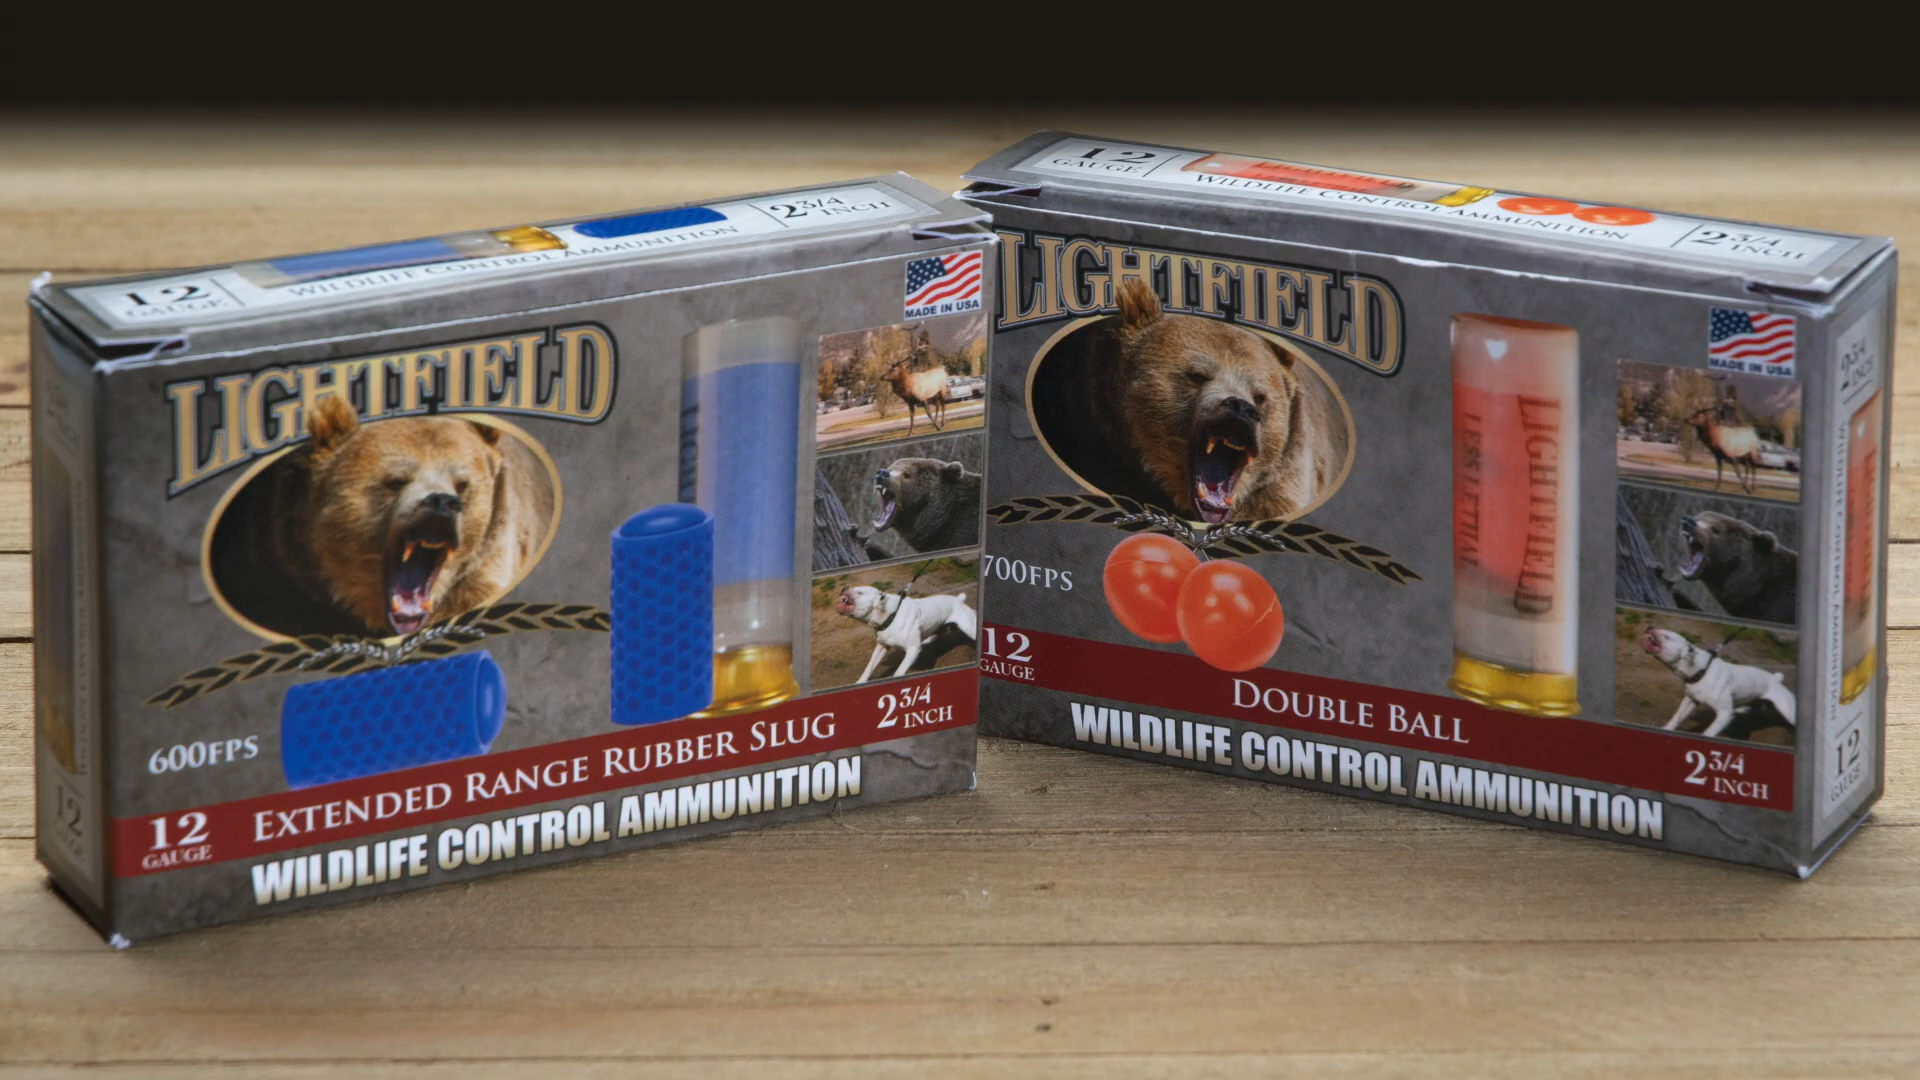 12
GAUGE
WILDLIFE CONTROL AMMUNITION
2 3/4
INCH
LIGHTFIELD
MADE IN USA
600FPS
12
GAUGE
EXTENDED RANGE RUBBER SLUG
2 3/4
INCH
WILDLIFE CONTROL AMMUNITION
12
12
GAUGE
WILDLIFE CONTROL AMMUNITION
2 3/4
INCH
LIGHTFIELD
MADE IN USA
LIGHTFIELD
LESS LETHAL
700FPS
12
GAUGE
DOUBLE BALL
2 3/4
INCH
WILDLIFE CONTROL AMMUNITION
2 3/4
INCH
WILDLIFE CONTROL AMMUNITION
12
GAUGE